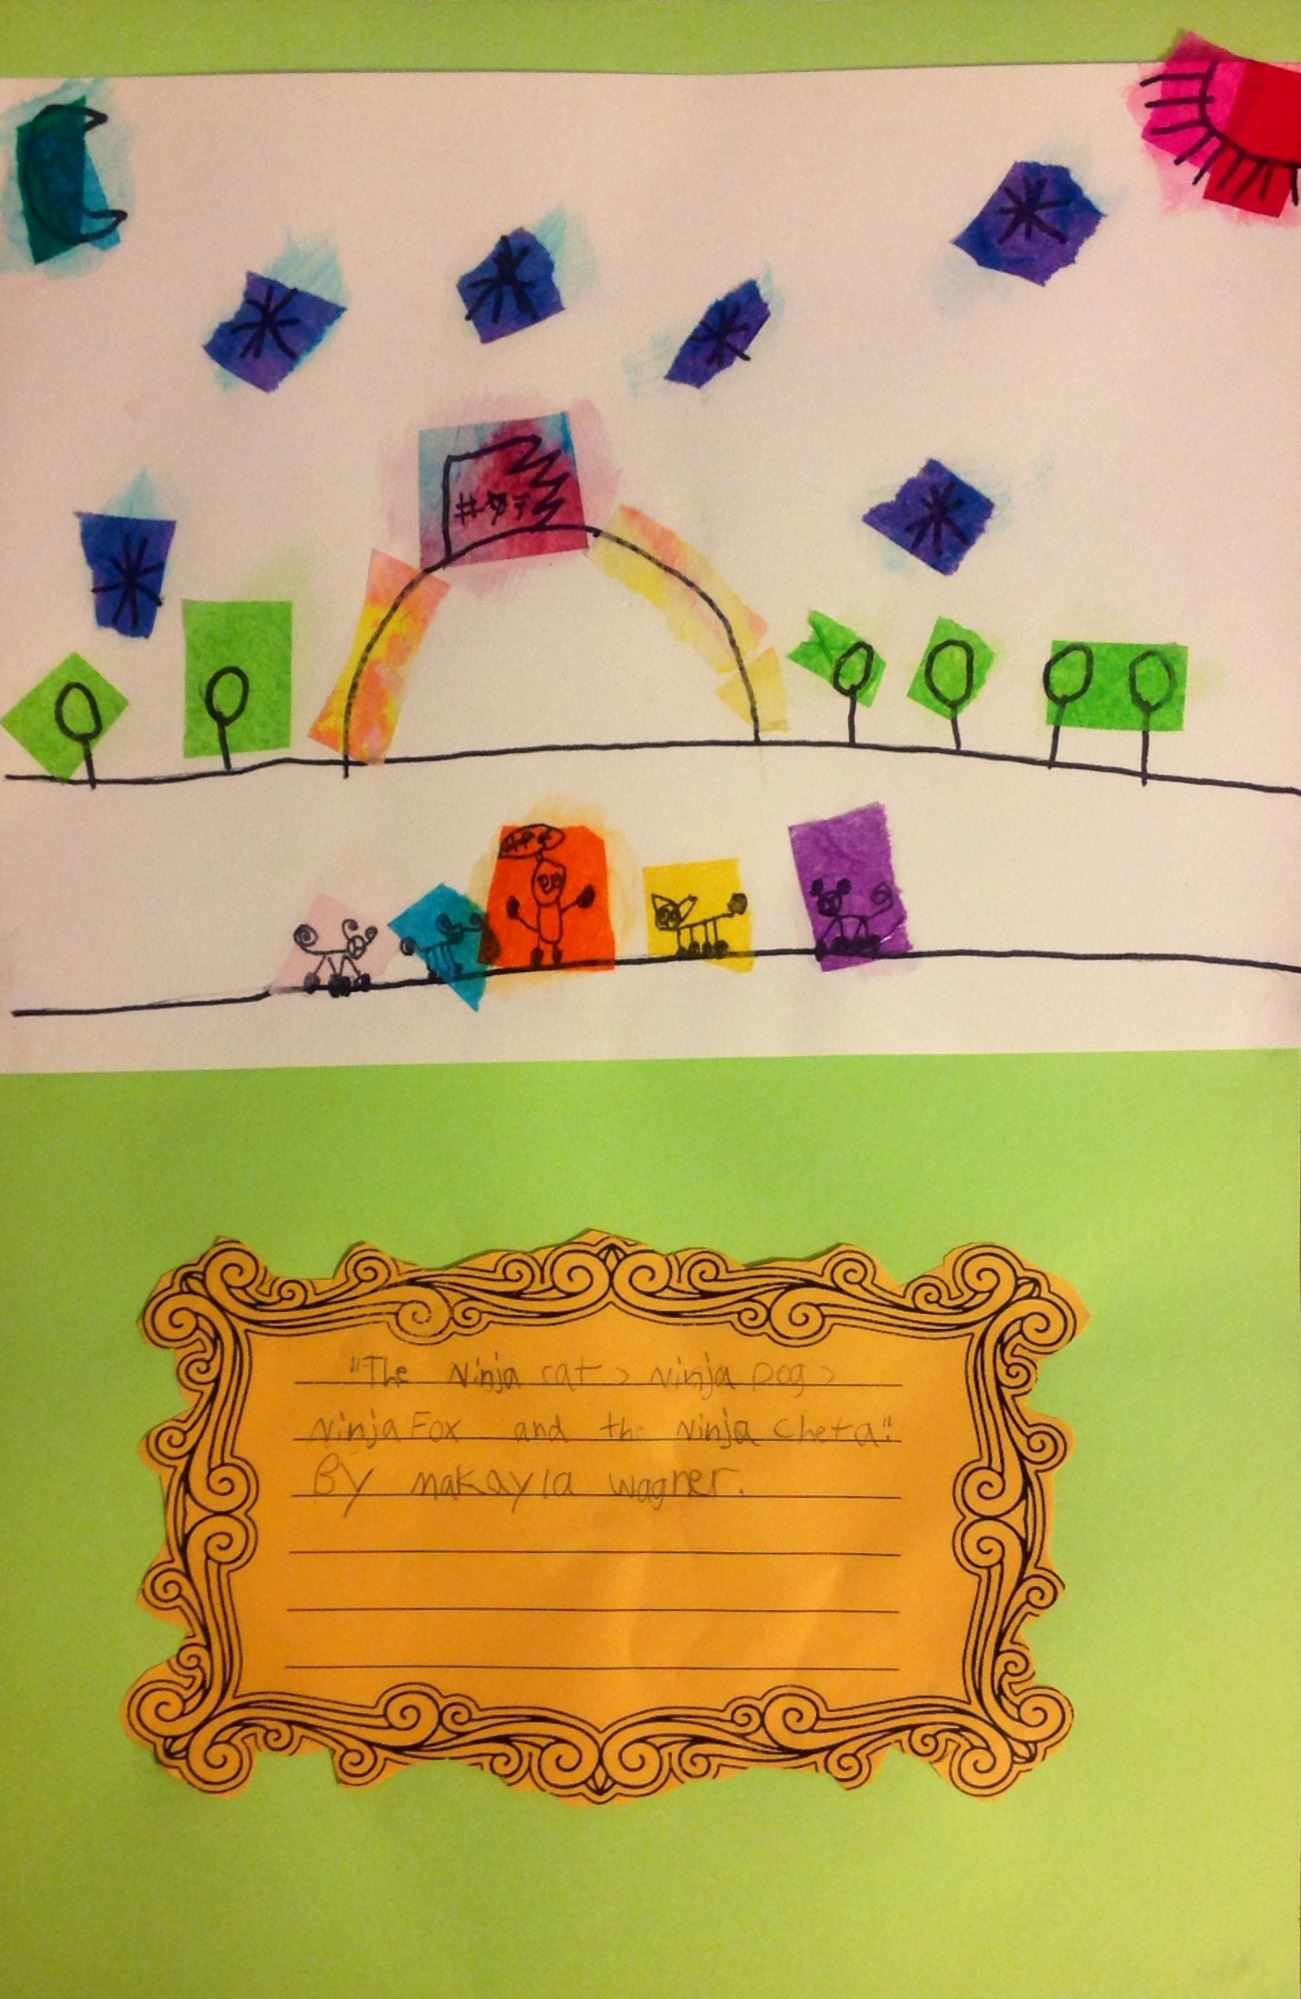 "The Ninja cat, Ninja Dog,
Ninja Fox and the Ninja cheta".
By makayla wagner.